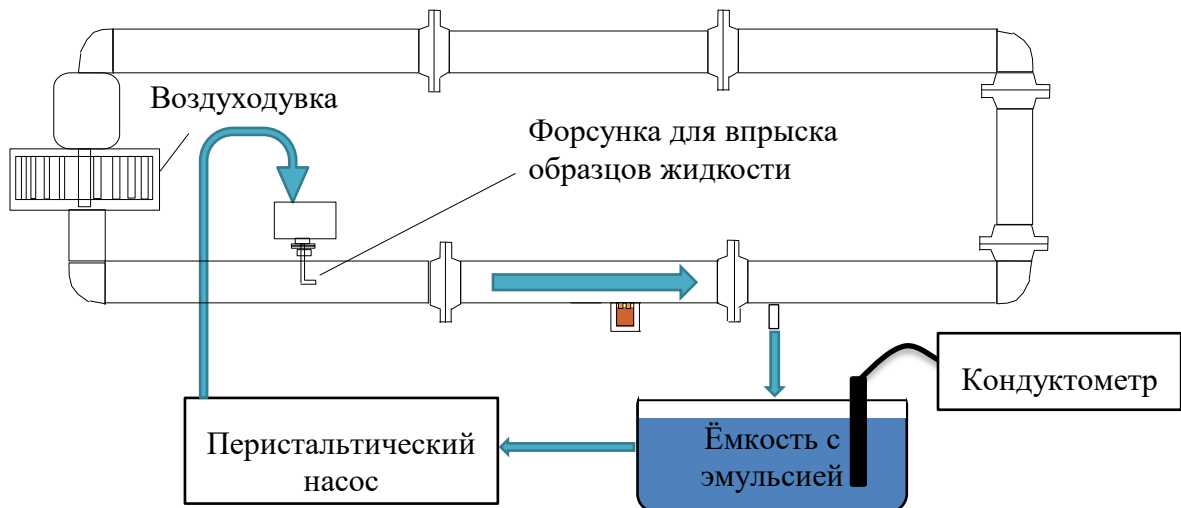 Воздуходувка
Форсунка для впрыска
образцов жидкости
Кондуктометр
Перистальтический
насос
Ёмкость с
эмульсией